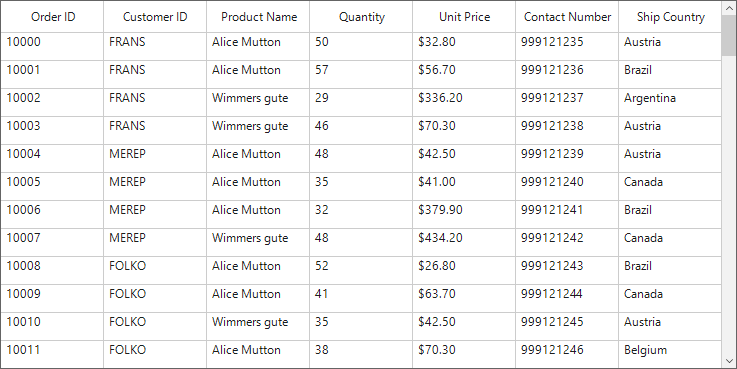 Order ID Customer ID Product Name Quantity Unit Price Contact Number Ship Country
10000 FRANS Alice Mutton 50 $32.80 999121235 Austria
10001 FRANS Alice Mutton 57 $56.70 999121236 Brazil
10002 FRANS Wimmers gute 29 $336.20 999121237 Argentina
10003 FRANS Wimmers gute 46 $70.30 999121238 Austria
10004 MEREP Alice Mutton 48 $42.50 999121239 Austria
10005 MEREP Alice Mutton 35 $41.00 999121240 Canada
10006 MEREP Alice Mutton 32 $379.90 999121241 Brazil
10007 MEREP Wimmers gute 48 $434.20 999121242 Canada
10008 FOLKO Alice Mutton 52 $26.80 999121243 Brazil
10009 FOLKO Alice Mutton 41 $63.70 999121244 Canada
10010 FOLKO Wimmers gute 35 $42.50 999121245 Austria
10011 FOLKO Alice Mutton 38 $70.30 999121246 Belgium